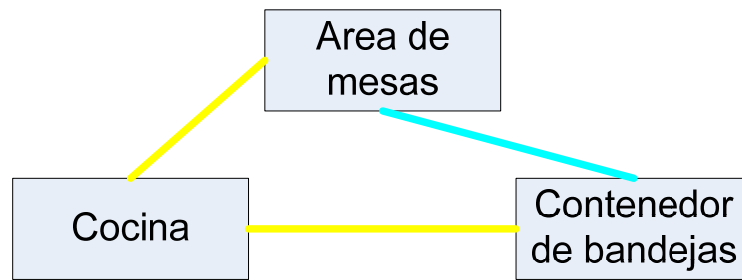 Area de
mesas
Cocina
Contenedor
de bandejas